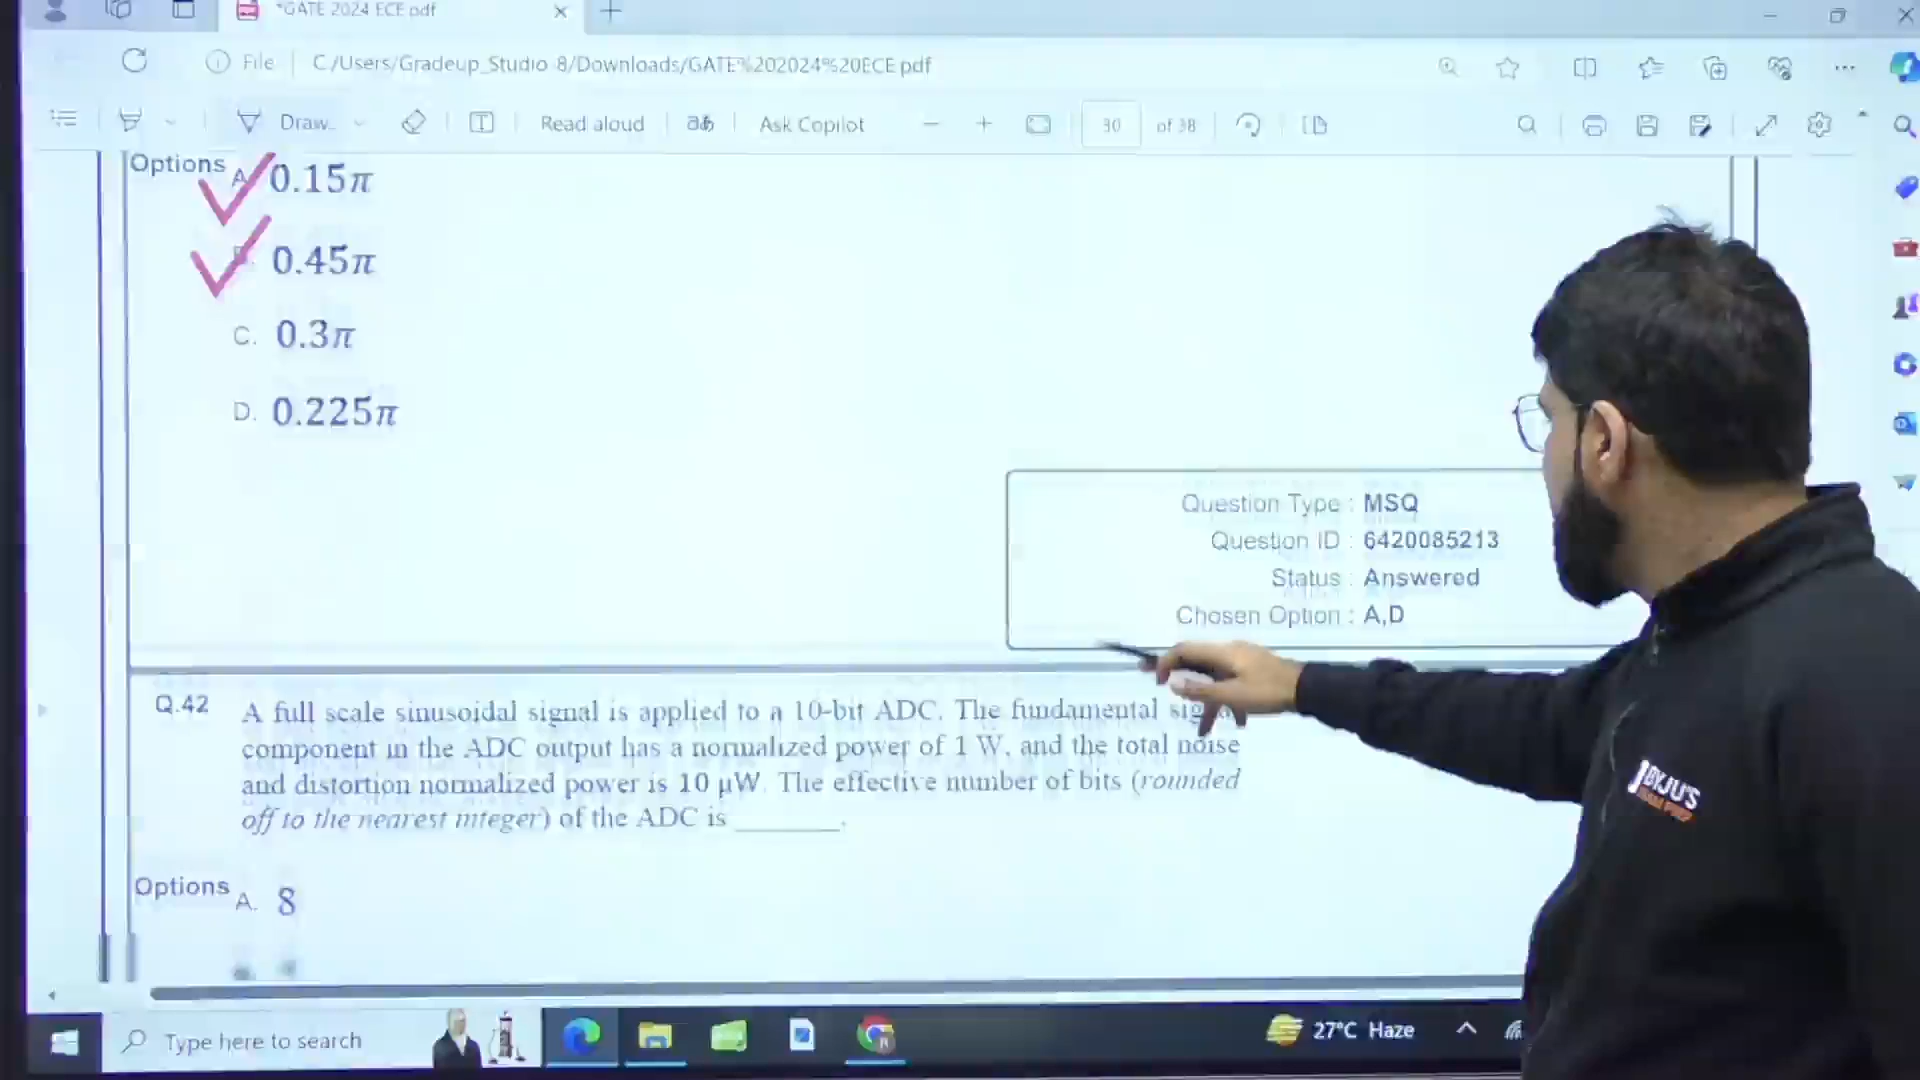 *GATE 2024 ECE pdf
File
C:/Users/Gradeup_Studio 8/Downloads/GATE%202024%20ECE.pdf
Draw
Read aloud
aあ
Ask Copilot
30
of 38
Options A. 0.15π
0.45π
C. 0.3π
D. 0.225π
Question Type : MSQ
Question ID : 6420085213
Status : Answered
Chosen Option : A,D
Q.42 A full scale sinusoidal signal is applied to a 10-bit ADC. The fundamental
component in the ADC output has a normalized power of 1 W, and the total noise
and distortion normalized power is 10 μW. The effective number of bits (rounded
off to the nearest integer) of the ADC is ________.
Options A. 8
BYJU'S
EXAM PREP
Type here to search
27°C Haze